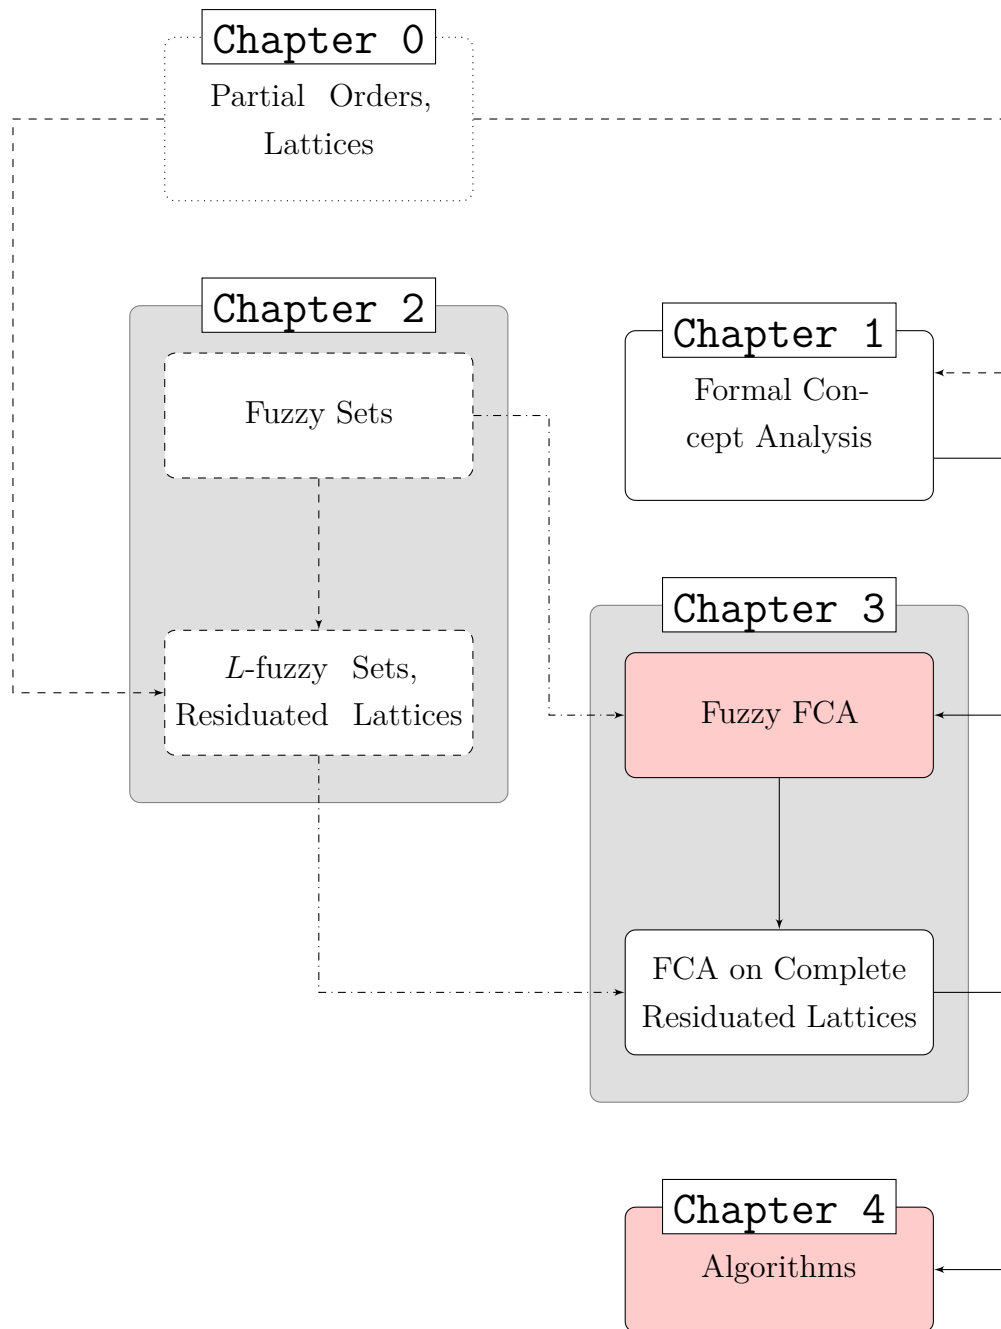 Chapter 0
Partial Orders,
Lattices
Chapter 2
Fuzzy Sets
L-fuzzy Sets,
Residuated Lattices
Chapter 1
Formal Con-
cept Analysis
Chapter 3
Fuzzy FCA
FCA on Complete
Residuated Lattices
Chapter 4
Algorithms